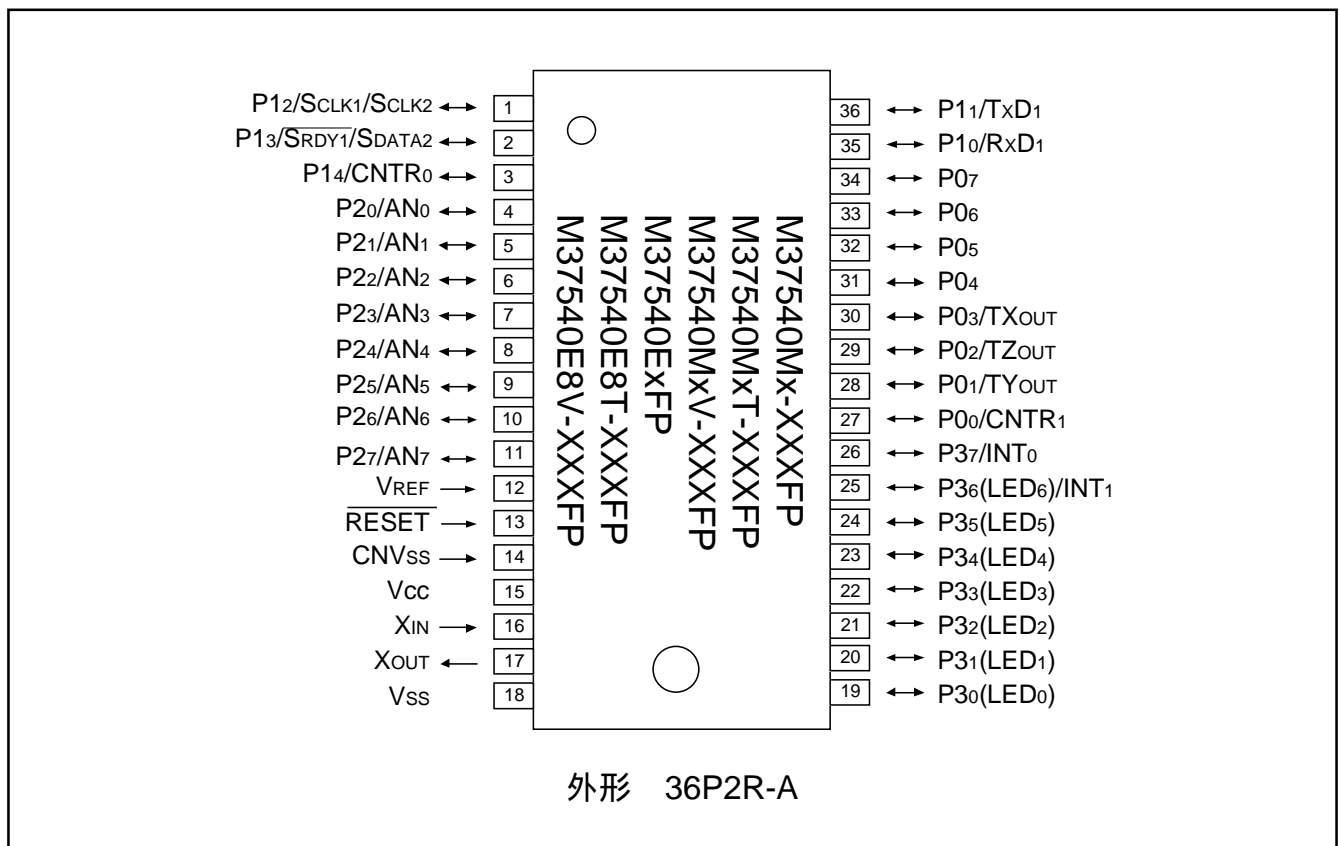 P12/SCLK1/SCLK2
P13/SRDY1/SDATA2
P14/CNTR0
P20/AN0
P21/AN1
P22/AN2
P23/AN3
P24/AN4
P25/AN5
P26/AN6
P27/AN7
VREF
RESET
CNVSS
VCC
XIN
XOUT
VSS
1
2
3
4
5
6
7
8
9
10
11
12
13
14
15
16
17
18
M37540Mx-XXXFP
M37540MxT-XXXFP
M37540MxV-XXXFP
M37540ExFP
M37540E8T-XXXFP
M37540E8V-XXXFP
36
35
34
33
32
31
30
29
28
27
26
25
24
23
22
21
20
19
P11/TxD1
P10/RxD1
P07
P06
P05
P04
P03/TXOUT
P02/TZOUT
P01/TYOUT
P00/CNTR1
P37/INT0
P36(LED6)/INT1
P35(LED5)
P34(LED4)
P33(LED3)
P32(LED2)
P31(LED1)
P30(LED0)
外形 36P2R-A